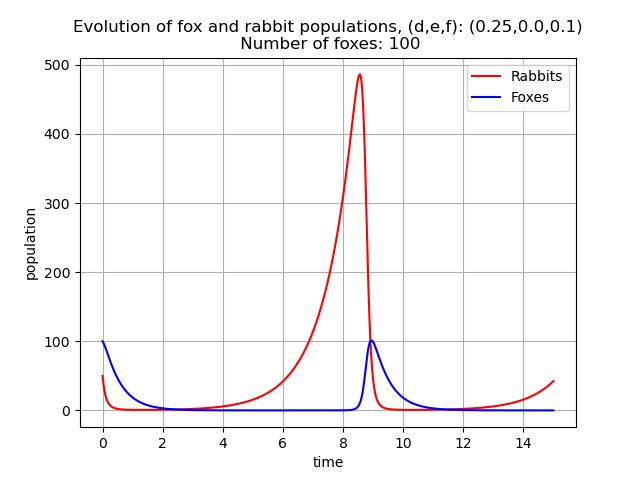 Evolution of fox and rabbit populations, (d,e,f): (0.25,0.0,0.1)
Number of foxes: 100
Rabbits
Foxes
population
500
400
300
200
100
0
0 2 4 6 8 10 12 14
time